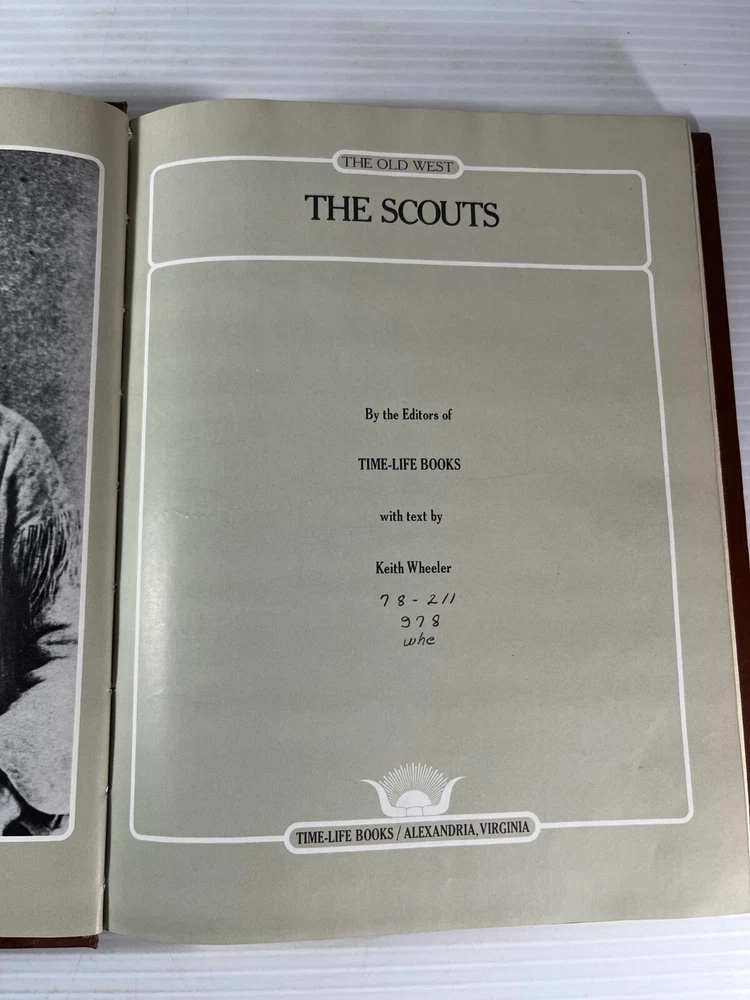 THE OLD WEST
THE SCOUTS
By the Editors of
TIME-LIFE BOOKS
with text by
Keith Wheeler
78-211
978
whe
TIME-LIFE BOOKS / ALEXANDRIA, VIRGINIA